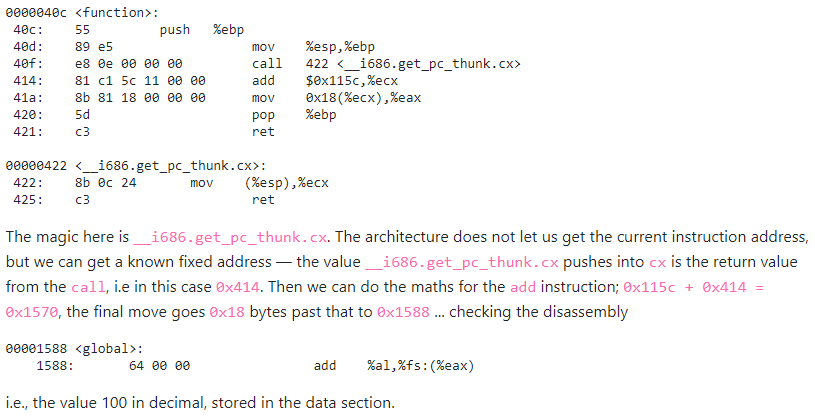 0000040c <function>:
40c: 55 push %ebp
40d: 89 e5 mov %esp,%ebp
40f: e8 0e 00 00 00 call 422 <__i686.get_pc_thunk.cx>
414: 81 c1 5c 11 00 00 add $0x115c,%ecx
41a: 8b 81 18 00 00 00 mov 0x18(%ecx),%eax
420: 5d pop %ebp
421: c3 ret
00000422 <__i686.get_pc_thunk.cx>:
422: 8b 0c 24 mov (%esp),%ecx
425: c3 ret
The magic here is __i686.get_pc_thunk.cx. The architecture does not let us get the current instruction address,
but we can get a known fixed address — the value __i686.get_pc_thunk.cx pushes into cx is the return value
from the call, i.e in this case 0x414. Then we can do the maths for the add instruction; 0x115c + 0x414 =
0x1570, the final move goes 0x18 bytes past that to 0x1588 ... checking the disassembly
00001588 <global>:
1588: 64 00 00 add %al,%fs:(%eax)
i.e., the value 100 in decimal, stored in the data section.